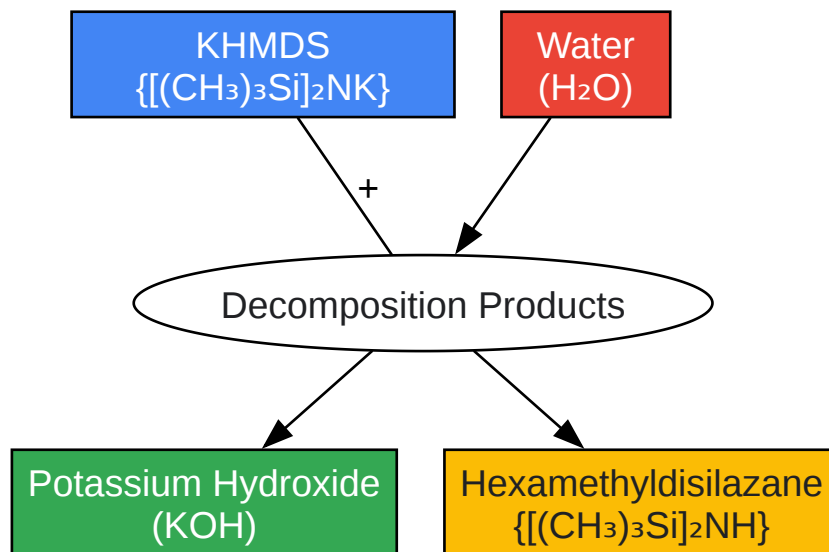 KHMDS
{[(CH₃)₃Si]₂NK}
Water
(H₂O)
+
Decomposition Products
Potassium Hydroxide
(KOH)
Hexamethyldisilazane
{[(CH₃)₃Si]₂NH}